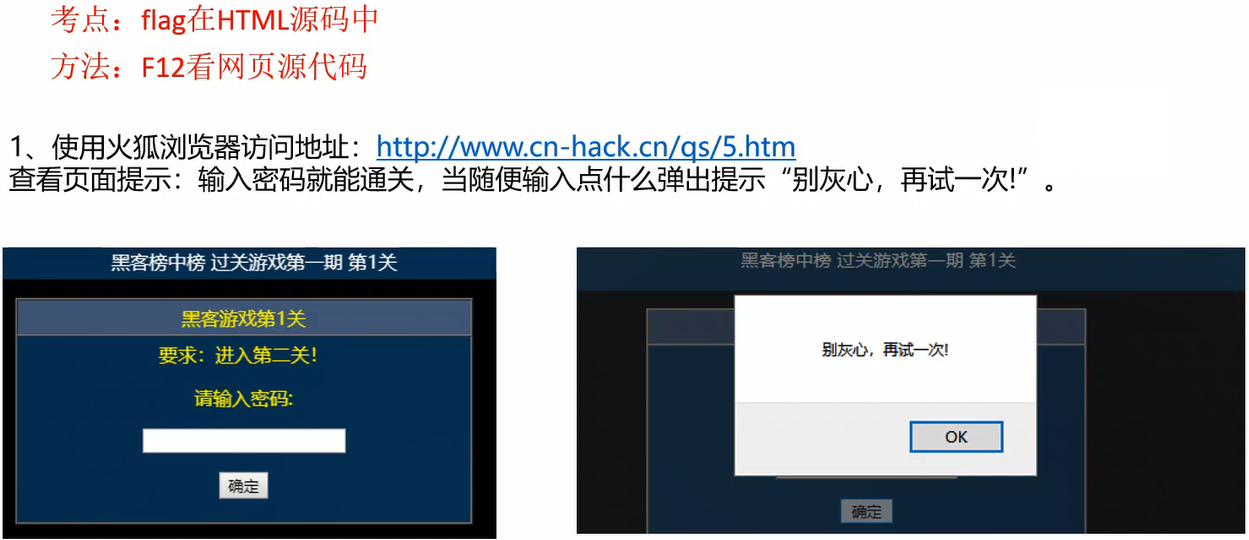 考点：flag在HTML源码中
方法：F12看网页源代码
1、使用火狐浏览器访问地址：http://www.cn-hack.cn/qs/5.htm
查看页面提示：输入密码就能通关，当随便输入点什么弹出提示“别灰心，再试一次!”。
黑客榜中榜 过关游戏第一期 第1关
黑客游戏第1关
要求：进入第二关！
请输入密码:
确定
黑客榜中榜 过关游戏第一期 第1关
别灰心，再试一次!
OK
确定